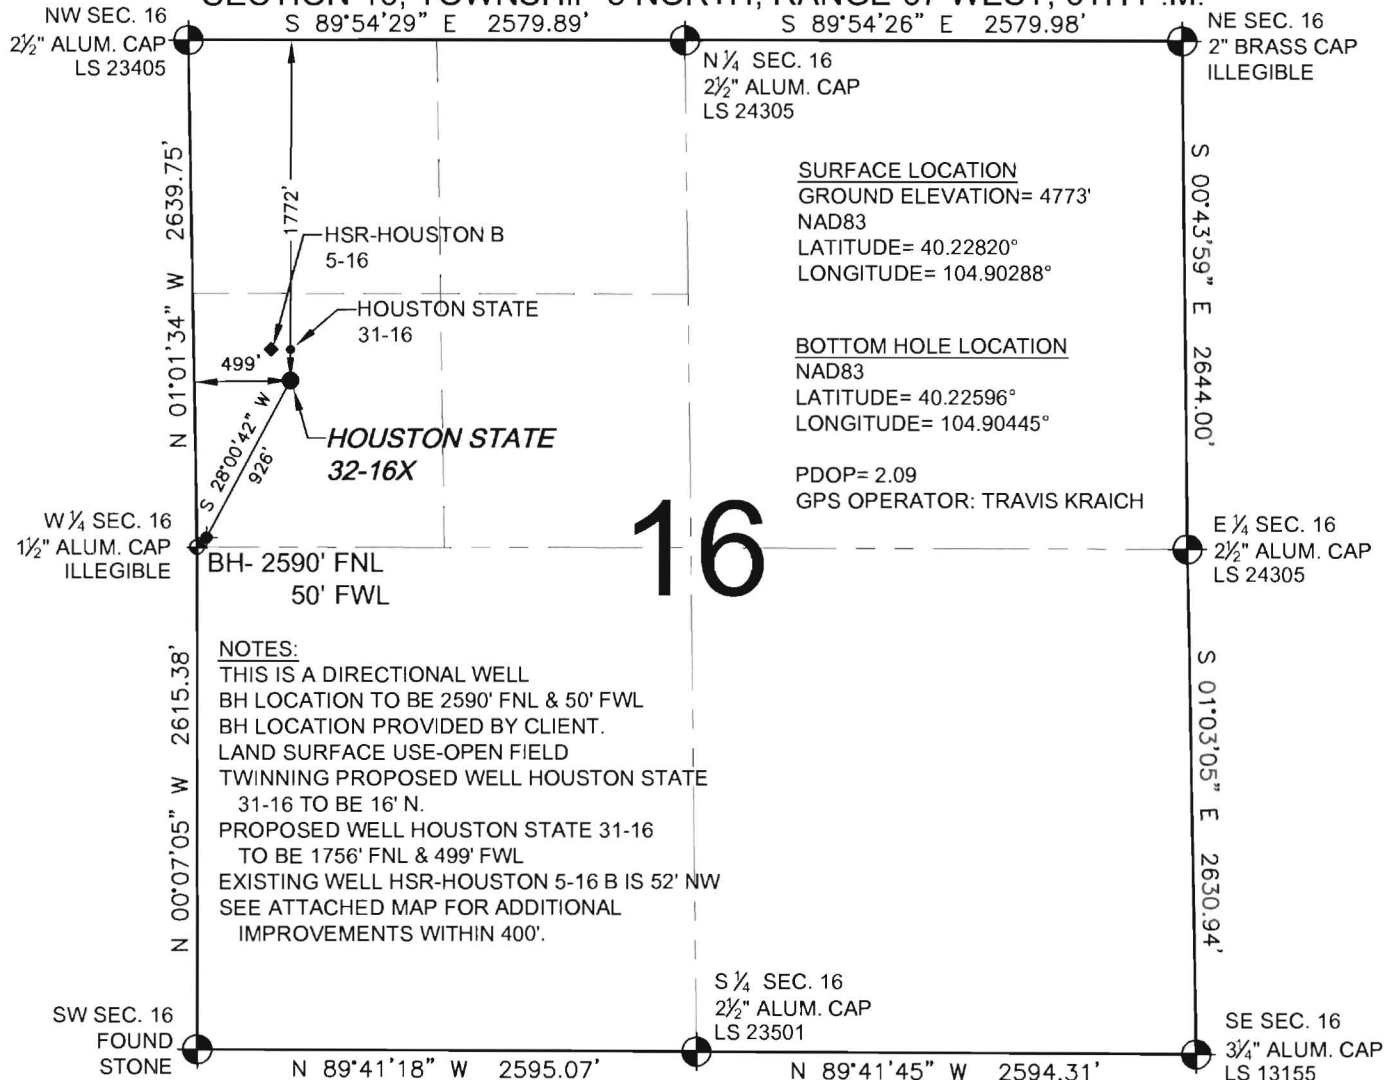 S 89°54'29" E 2579.89'
S 89°54'26" E 2579.98'
NW SEC. 16
2½" ALUM. CAP
LS 23405
N ¼ SEC. 16
2½" ALUM. CAP
LS 24305
NE SEC. 16
2" BRASS CAP
ILLEGIBLE
N 01°01'34" W 2639.75'
1772'
HSR-HOUSTON B
5-16
HOUSTON STATE
31-16
499'
HOUSTON STATE
32-16X
S 28°00'42" W
926'
SURFACE LOCATION
GROUND ELEVATION= 4773'
NAD83
LATITUDE= 40.22820°
LONGITUDE= 104.90288°
BOTTOM HOLE LOCATION
NAD83
LATITUDE= 40.22596°
LONGITUDE= 104.90445°
PDOP= 2.09
GPS OPERATOR: TRAVIS KRAICH
S 00°43'59" E 2644.00'
W ¼ SEC. 16
1½" ALUM. CAP
ILLEGIBLE
BH- 2590' FNL
50' FWL
16
E ¼ SEC. 16
2½" ALUM. CAP
LS 24305
N 00°07'05" W 2615.38'
NOTES:
THIS IS A DIRECTIONAL WELL
BH LOCATION TO BE 2590' FNL & 50' FWL
BH LOCATION PROVIDED BY CLIENT.
LAND SURFACE USE-OPEN FIELD
TWINNING PROPOSED WELL HOUSTON STATE
31-16 TO BE 16' N.
PROPOSED WELL HOUSTON STATE 31-16
TO BE 1756' FNL & 499' FWL
EXISTING WELL HSR-HOUSTON 5-16 B IS 52' NW
SEE ATTACHED MAP FOR ADDITIONAL
IMPROVEMENTS WITHIN 400'.
S 01°03'05" E 2630.94'
SW SEC. 16
FOUND
STONE
S ¼ SEC. 16
2½" ALUM. CAP
LS 23501
SE SEC. 16
3¼" ALUM. CAP
LS 13155
N 89°41'18" W 2595.07'
N 89°41'45" W 2594.31'